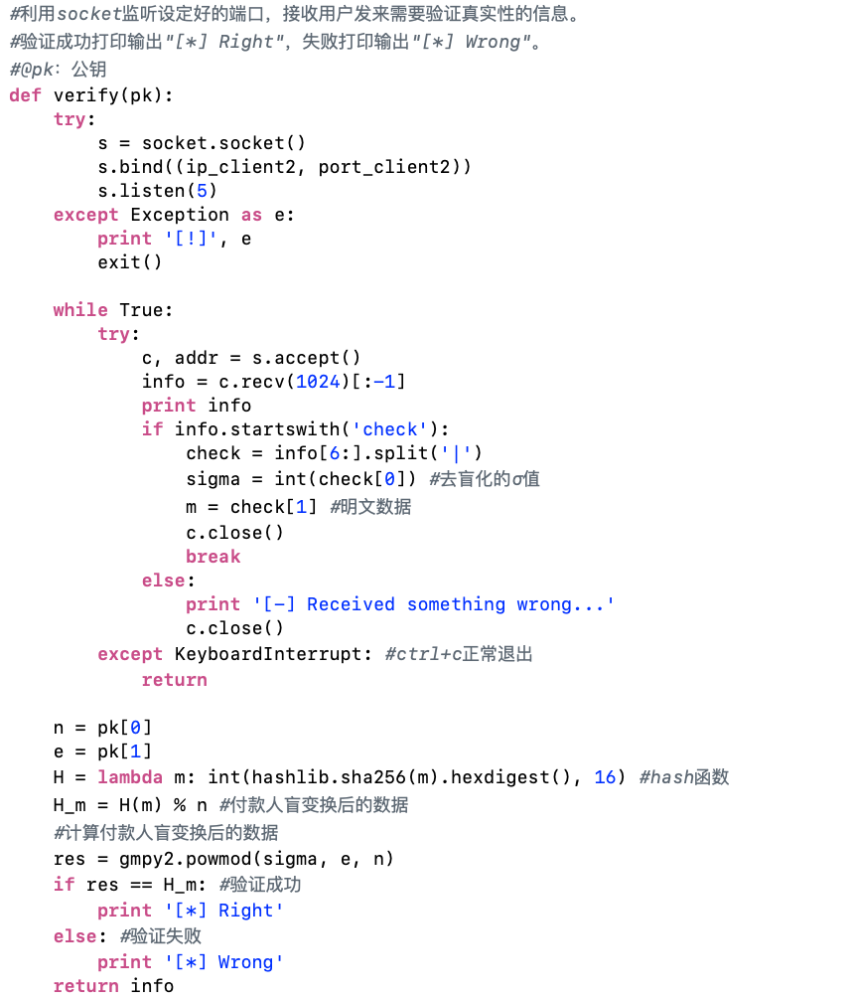 #利用socket监听设定好的端口，接收用户发来需要验证真实性的信息。
#验证成功打印输出"[*] Right"，失败打印输出"[*] Wrong"。
#@pk：公钥
def verify(pk):
    try:
        s = socket.socket()
        s.bind((ip_client2, port_client2))
        s.listen(5)
    except Exception as e:
        print '[!]', e
        exit()

    while True:
        try:
            c, addr = s.accept()
            info = c.recv(1024)[:-1]
            print info
            if info.startswith('check'):
                check = info[6:].split('|')
                sigma = int(check[0]) #去盲化的σ值
                m = check[1] #明文数据
                c.close()
                break
            else:
                print '[-] Received something wrong...'
                c.close()
        except KeyboardInterrupt: #ctrl+c正常退出
            return

    n = pk[0]
    e = pk[1]
    H = lambda m: int(hashlib.sha256(m).hexdigest(), 16) #hash函数
    H_m = H(m) % n #付款人盲变换后的数据
    #计算付款人盲变换后的数据
    res = gmpy2.powmod(sigma, e, n)
    if res == H_m: #验证成功
        print '[*] Right'
    else: #验证失败
        print '[*] Wrong'
    return info